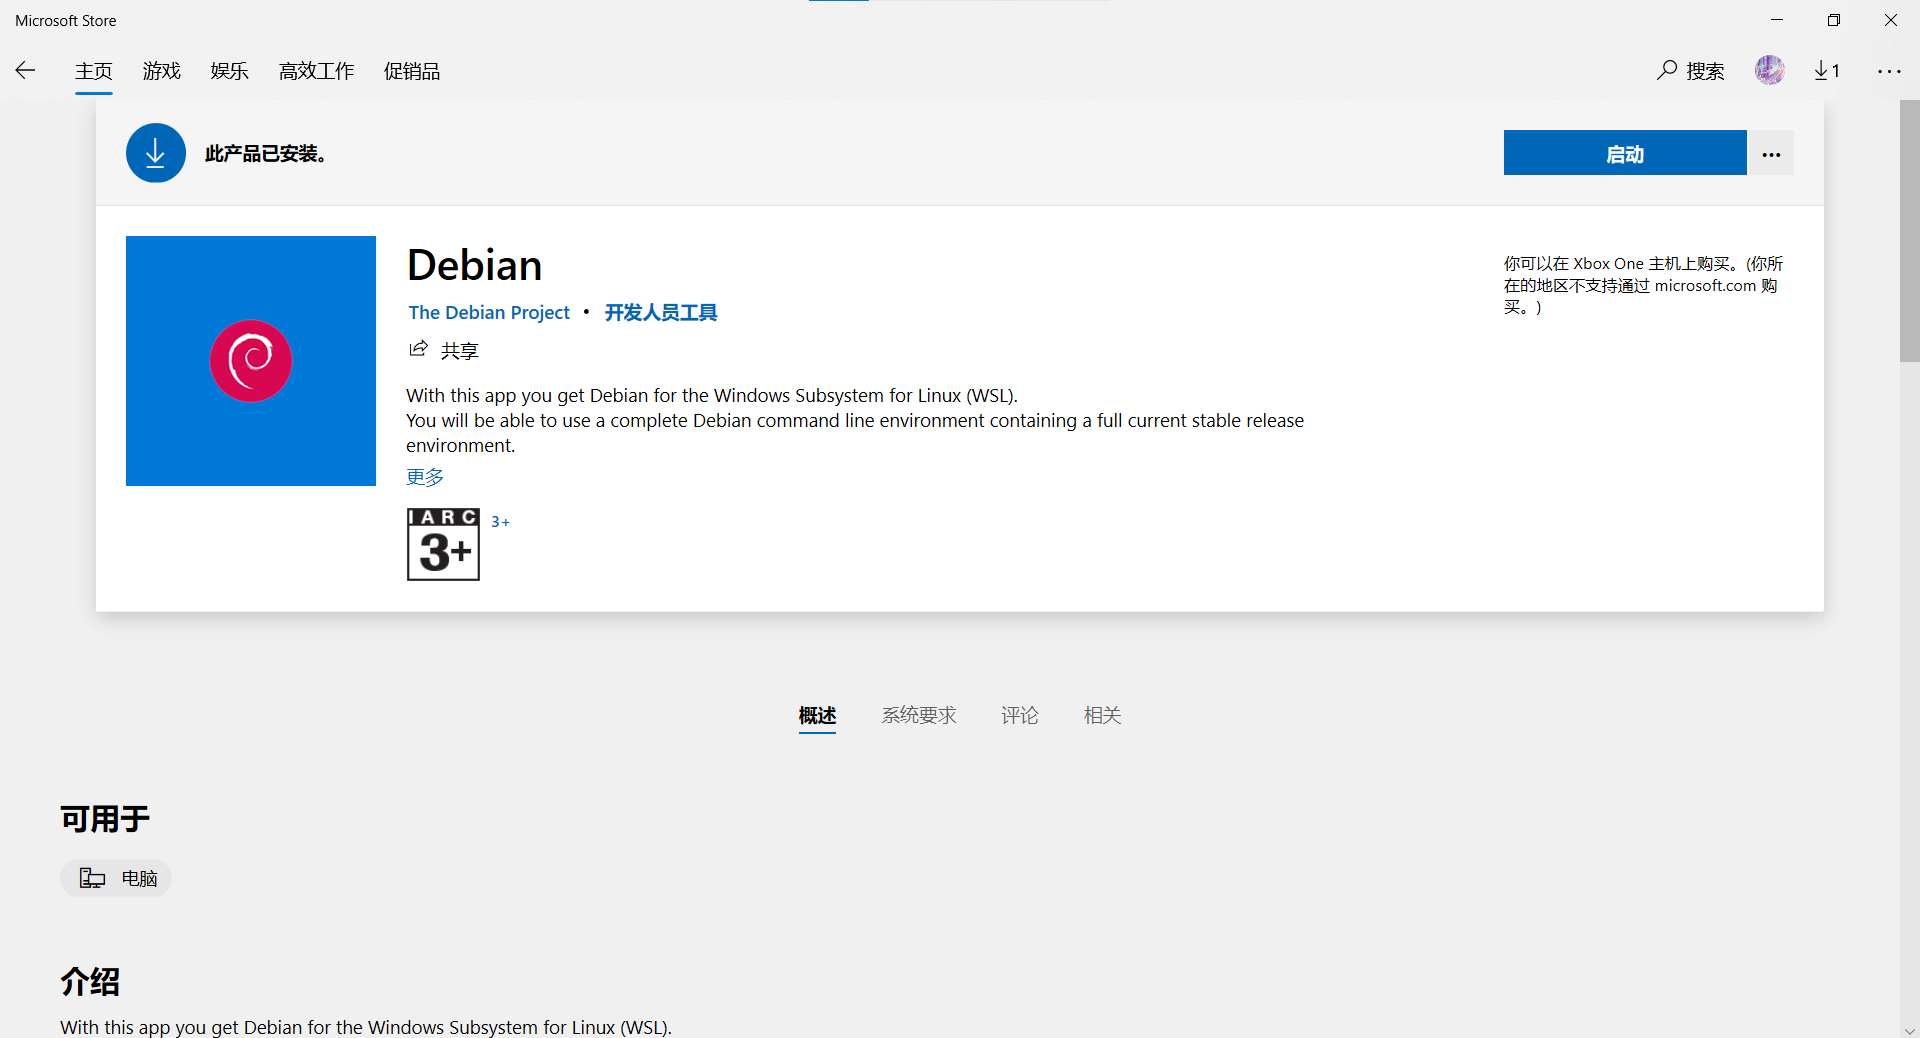 Microsoft Store
主页 游戏 娱乐 高效工作 促销品 搜索 1
此产品已安装。 启动
Debian
The Debian Project • 开发人员工具
共享
With this app you get Debian for the Windows Subsystem for Linux (WSL).
You will be able to use a complete Debian command line environment containing a full current stable release
environment.
更多
IARC
3+
3+
你可以在 Xbox One 主机上购买。(你所
在的地区不支持通过 microsoft.com 购
买。)
概述 系统要求 评论 相关
可用于
电脑
介绍
With this app you get Debian for the Windows Subsystem for Linux (WSL).